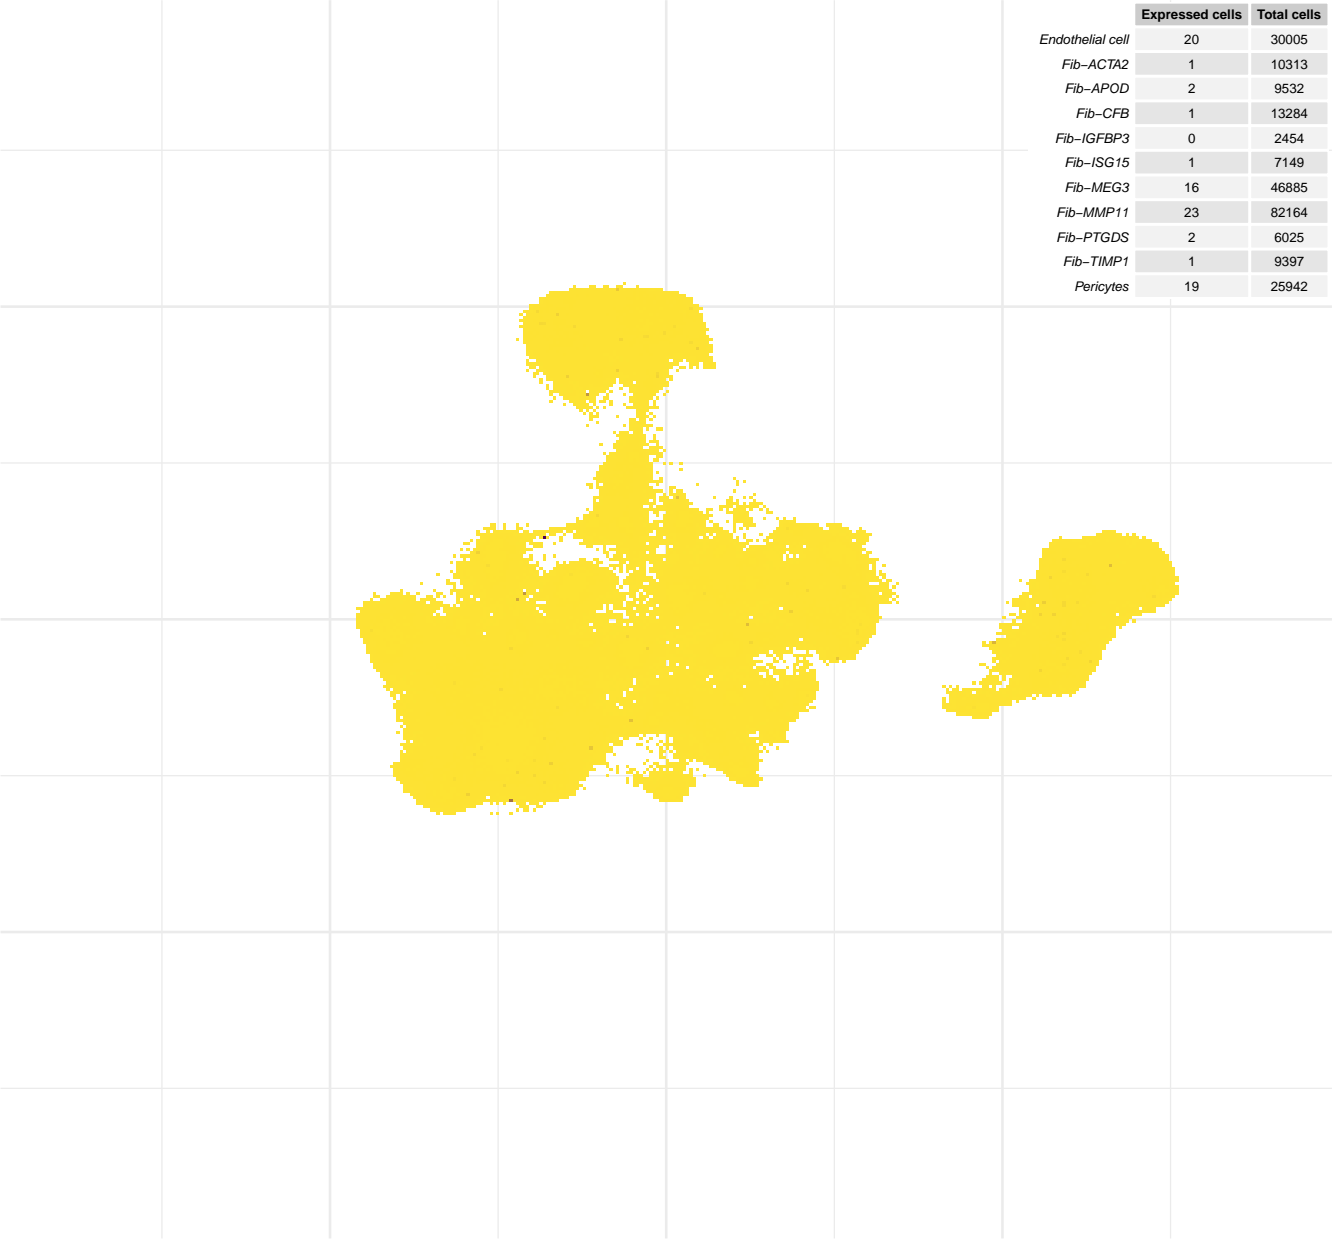 Expressed cells Total cells
Endothelial cell 20 30005
Fib−ACTA2 1 10313
Fib−APOD 2 9532
Fib−CFB 1 13284
Fib−IGFBP3 0 2454
Fib−ISG15 1 7149
Fib−MEG3 16 46885
Fib−MMP11 23 82164
Fib−PTGDS 2 6025
Fib−TIMP1 1 9397
Pericytes 19 25942